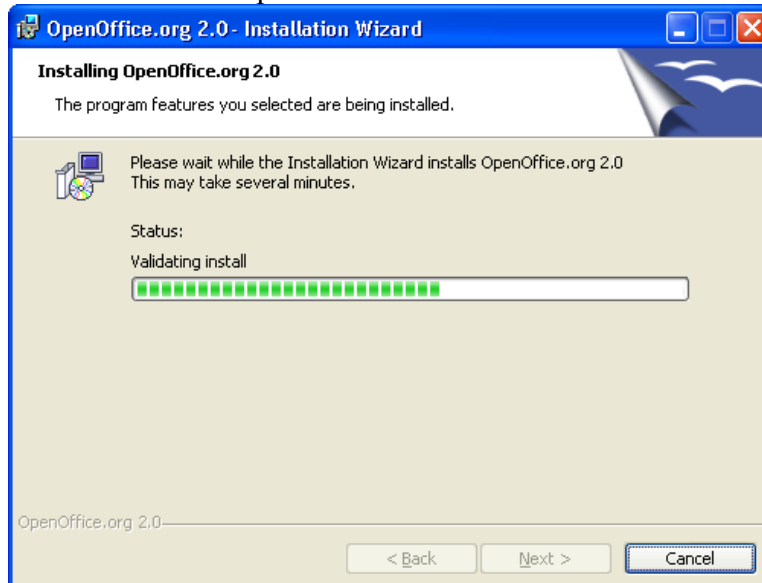 OpenOffice.org 2.0 - Installation Wizard
Installing OpenOffice.org 2.0
The program features you selected are being installed.
Please wait while the Installation Wizard installs OpenOffice.org 2.0
This may take several minutes.
Status:
Validating install
OpenOffice.org 2.0
< Back
Next >
Cancel